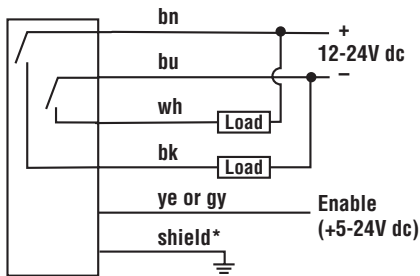 bn
+
12-24V dc
bu
–
wh
Load
bk
Load
ye or gy
Enable
(+5-24V dc)
shield*